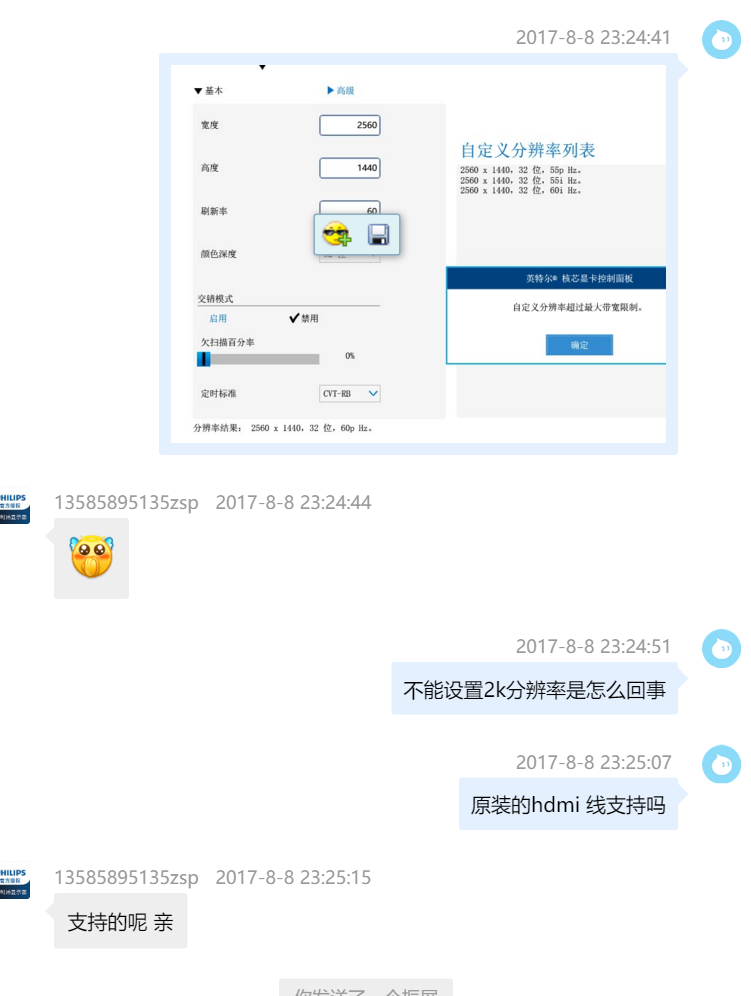 2017-8-8 23:24:41
▼基本
▶高级
宽度
2560
高度
1440
刷新率
60
颜色深度
交错模式
启用
✔禁用
欠扫描百分率
0%
定时标准
CVT-RB
分辨率结果: 2560 x 1440, 32 位, 60p Hz。
自定义分辨率列表
2560 x 1440, 32 位, 55p Hz。
2560 x 1440, 32 位, 55i Hz。
2560 x 1440, 32 位, 60i Hz。
英特尔® 核芯显卡控制面板
自定义分辨率超过最大带宽限制。
确定
PHILIPS
13585895135zsp 2017-8-8 23:24:44
2017-8-8 23:24:51
不能设置2k分辨率是怎么回事
2017-8-8 23:25:07
原装的hdmi 线支持吗
PHILIPS
13585895135zsp 2017-8-8 23:25:15
支持的呢 亲